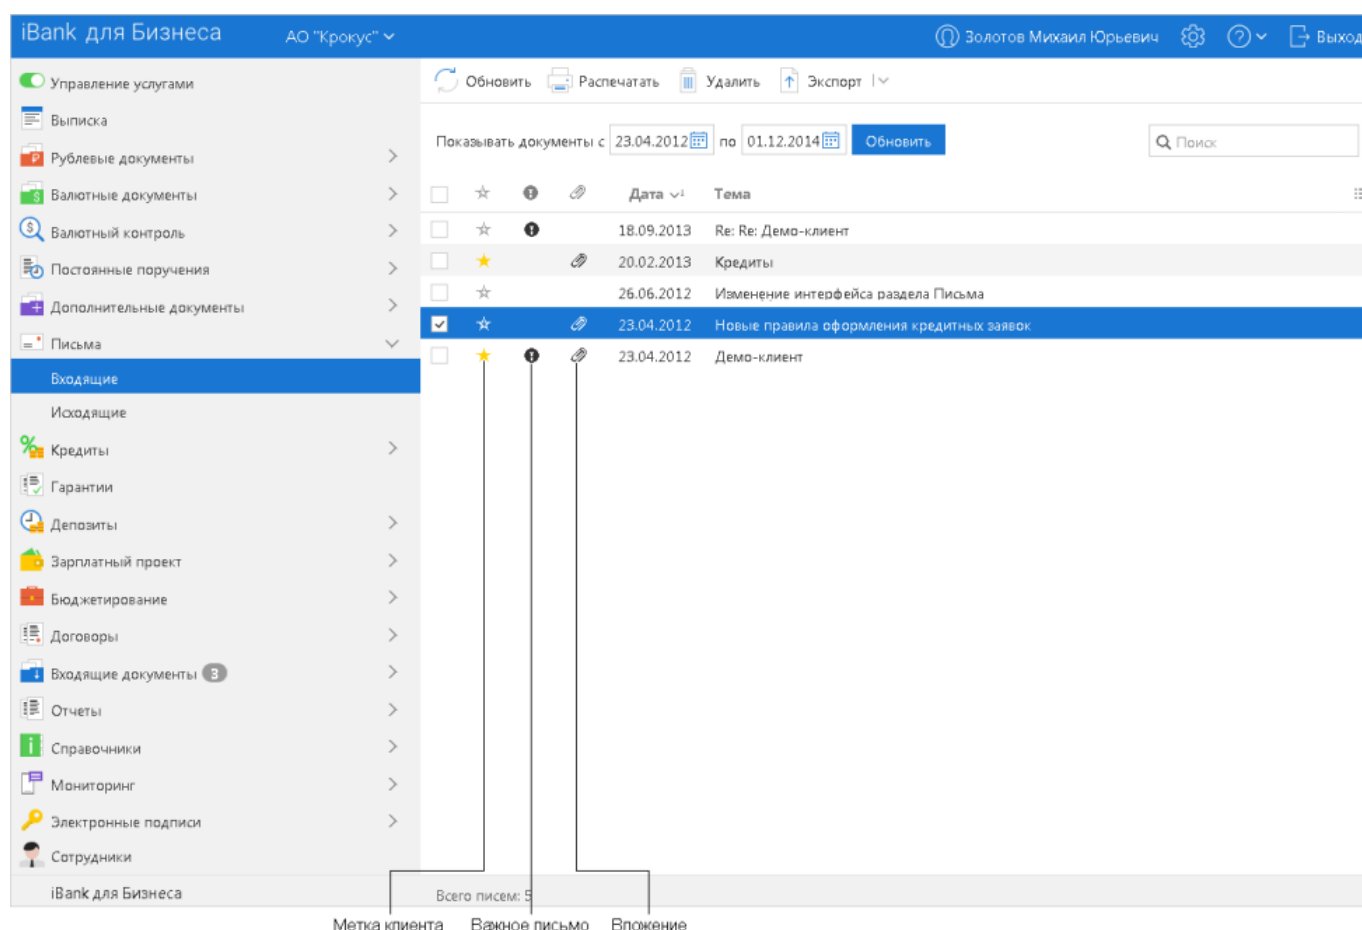 iBank для Бизнеса АО "Крокус" Золотов Михаил Юрьевич Выход
Управление услугами
Выписка
Рублевые документы
Валютные документы
Валютный контроль
Постоянные поручения
Дополнительные документы
Письма
Входящие
Исходящие
Кредиты
Гарантии
Депозиты
Зарплатный проект
Бюджетирование
Договоры
Входящие документы 3
Отчеты
Справочники
Мониторинг
Электронные подписи
Сотрудники
iBank для Бизнеса
Обновить Распечатать Удалить Экспорт
Показывать документы с 23.04.2012 по 01.12.2014 Обновить Поиск
Дата Тема
18.09.2013 Re: Re: Демо-клиент
20.02.2013 Кредиты
26.06.2012 Изменение интерфейса раздела Письма
23.04.2012 Новые правила оформления кредитных заявок
23.04.2012 Демо-клиент
Всего писем: 5
Метка клиента Важное письмо Вложение